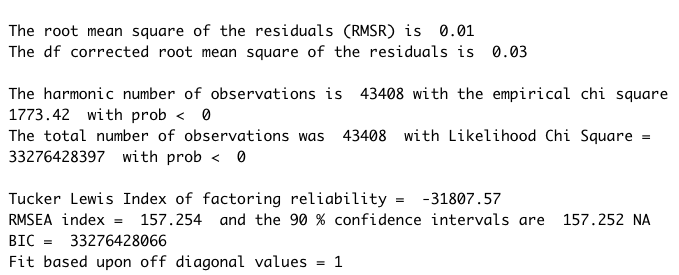 The root mean square of the residuals (RMSR) is  0.01
The df corrected root mean square of the residuals is  0.03
The harmonic number of observations is  43408 with the empirical chi square
1773.42  with prob <  0
The total number of observations was  43408  with Likelihood Chi Square =
33276428397  with prob <  0
Tucker Lewis Index of factoring reliability =  -31807.57
RMSEA index =  157.254  and the 90 % confidence intervals are  157.252 NA
BIC =  33276428066
Fit based upon off diagonal values = 1